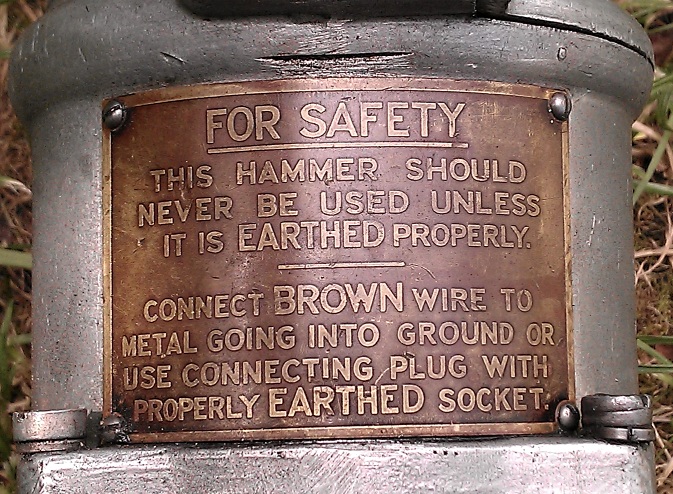 FOR SAFETY
THIS HAMMER SHOULD
NEVER BE USED UNLESS
IT IS EARTHED PROPERLY.
CONNECT BROWN WIRE TO
METAL GOING INTO GROUND OR
USE CONNECTING PLUG WITH
PROPERLY EARTHED SOCKET.